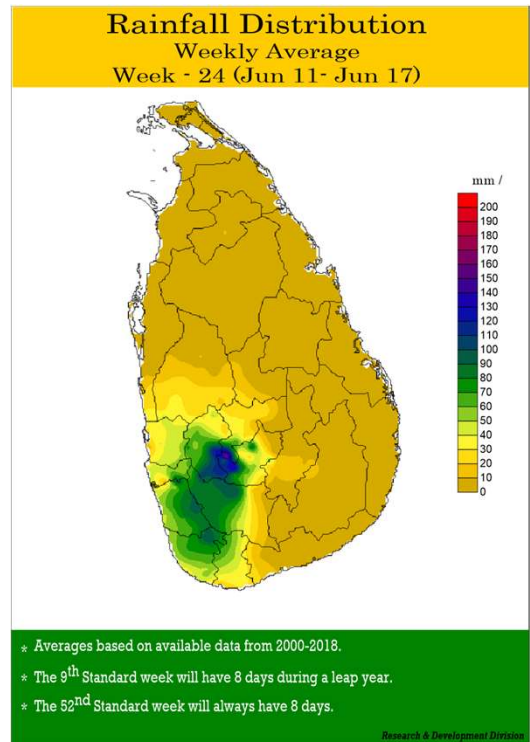 Rainfall Distribution
Weekly Average
Week - 24 (Jun 11- Jun 17)
mm /
200
190
180
170
160
150
140
130
120
110
100
90
80
70
60
50
40
30
20
10
0
* Averages based on available data from 2000-2018.
* The 9th Standard week will have 8 days during a leap year.
* The 52nd Standard week will always have 8 days.
Research & Development Division